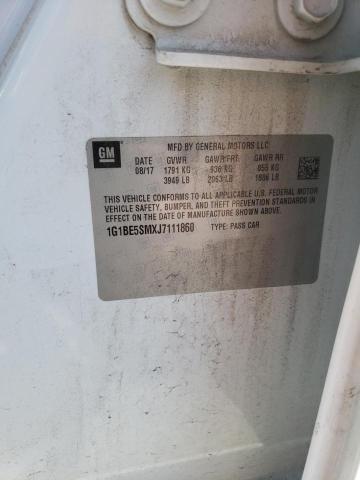 GM
MFD BY GENERAL MOTORS LLC
DATE GVWR GAWR FRT GAWR RR
08/17 1791 KG 936 KG 855 KG
3949 LB 2063 LB 1886 LB
THIS VEHICLE CONFORMS TO ALL APPLICABLE U.S. FEDERAL MOTOR
VEHICLE SAFETY, BUMPER, AND THEFT PREVENTION STANDARDS IN
EFFECT ON THE DATE OF MANUFACTURE SHOWN ABOVE.
1G1BE5SMXJ7111860 TYPE: PASS CAR